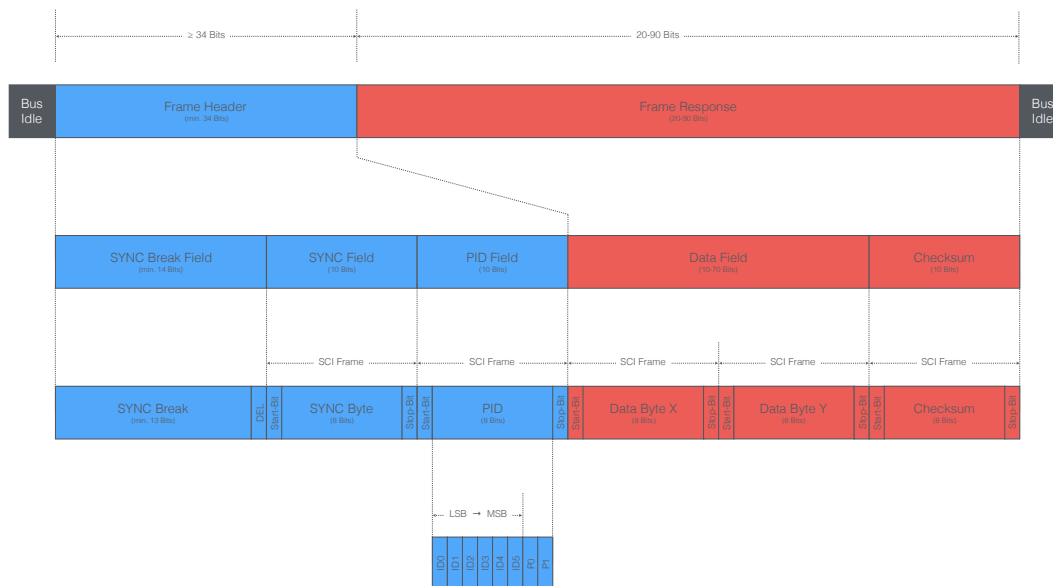 ≥ 34 Bits
20-90 Bits
Bus
Idle
Frame Header
(min. 34 Bits)
Frame Response
(20-90 Bits)
Bus
Idle
SYNC Break Field
(min. 14 Bits)
SYNC Field
(10 Bits)
PID Field
(10 Bits)
Data Field
(10-70 Bits)
Checksum
(10 Bits)
SCI Frame
SCI Frame
SCI Frame
SCI Frame
SCI Frame
SYNC Break
(min. 13 Bits)
DEL
Start-Bit
SYNC Byte
(8 Bits)
Stop-Bit
Start-Bit
PID
(8 Bits)
Stop-Bit
Start-Bit
Data Byte X
(8 Bits)
Stop-Bit
Start-Bit
Data Byte Y
(8 Bits)
Stop-Bit
Start-Bit
Checksum
(8 Bits)
Stop-Bit
LSB → MSB
ID0
ID1
ID2
ID3
ID4
ID5
P0
P1